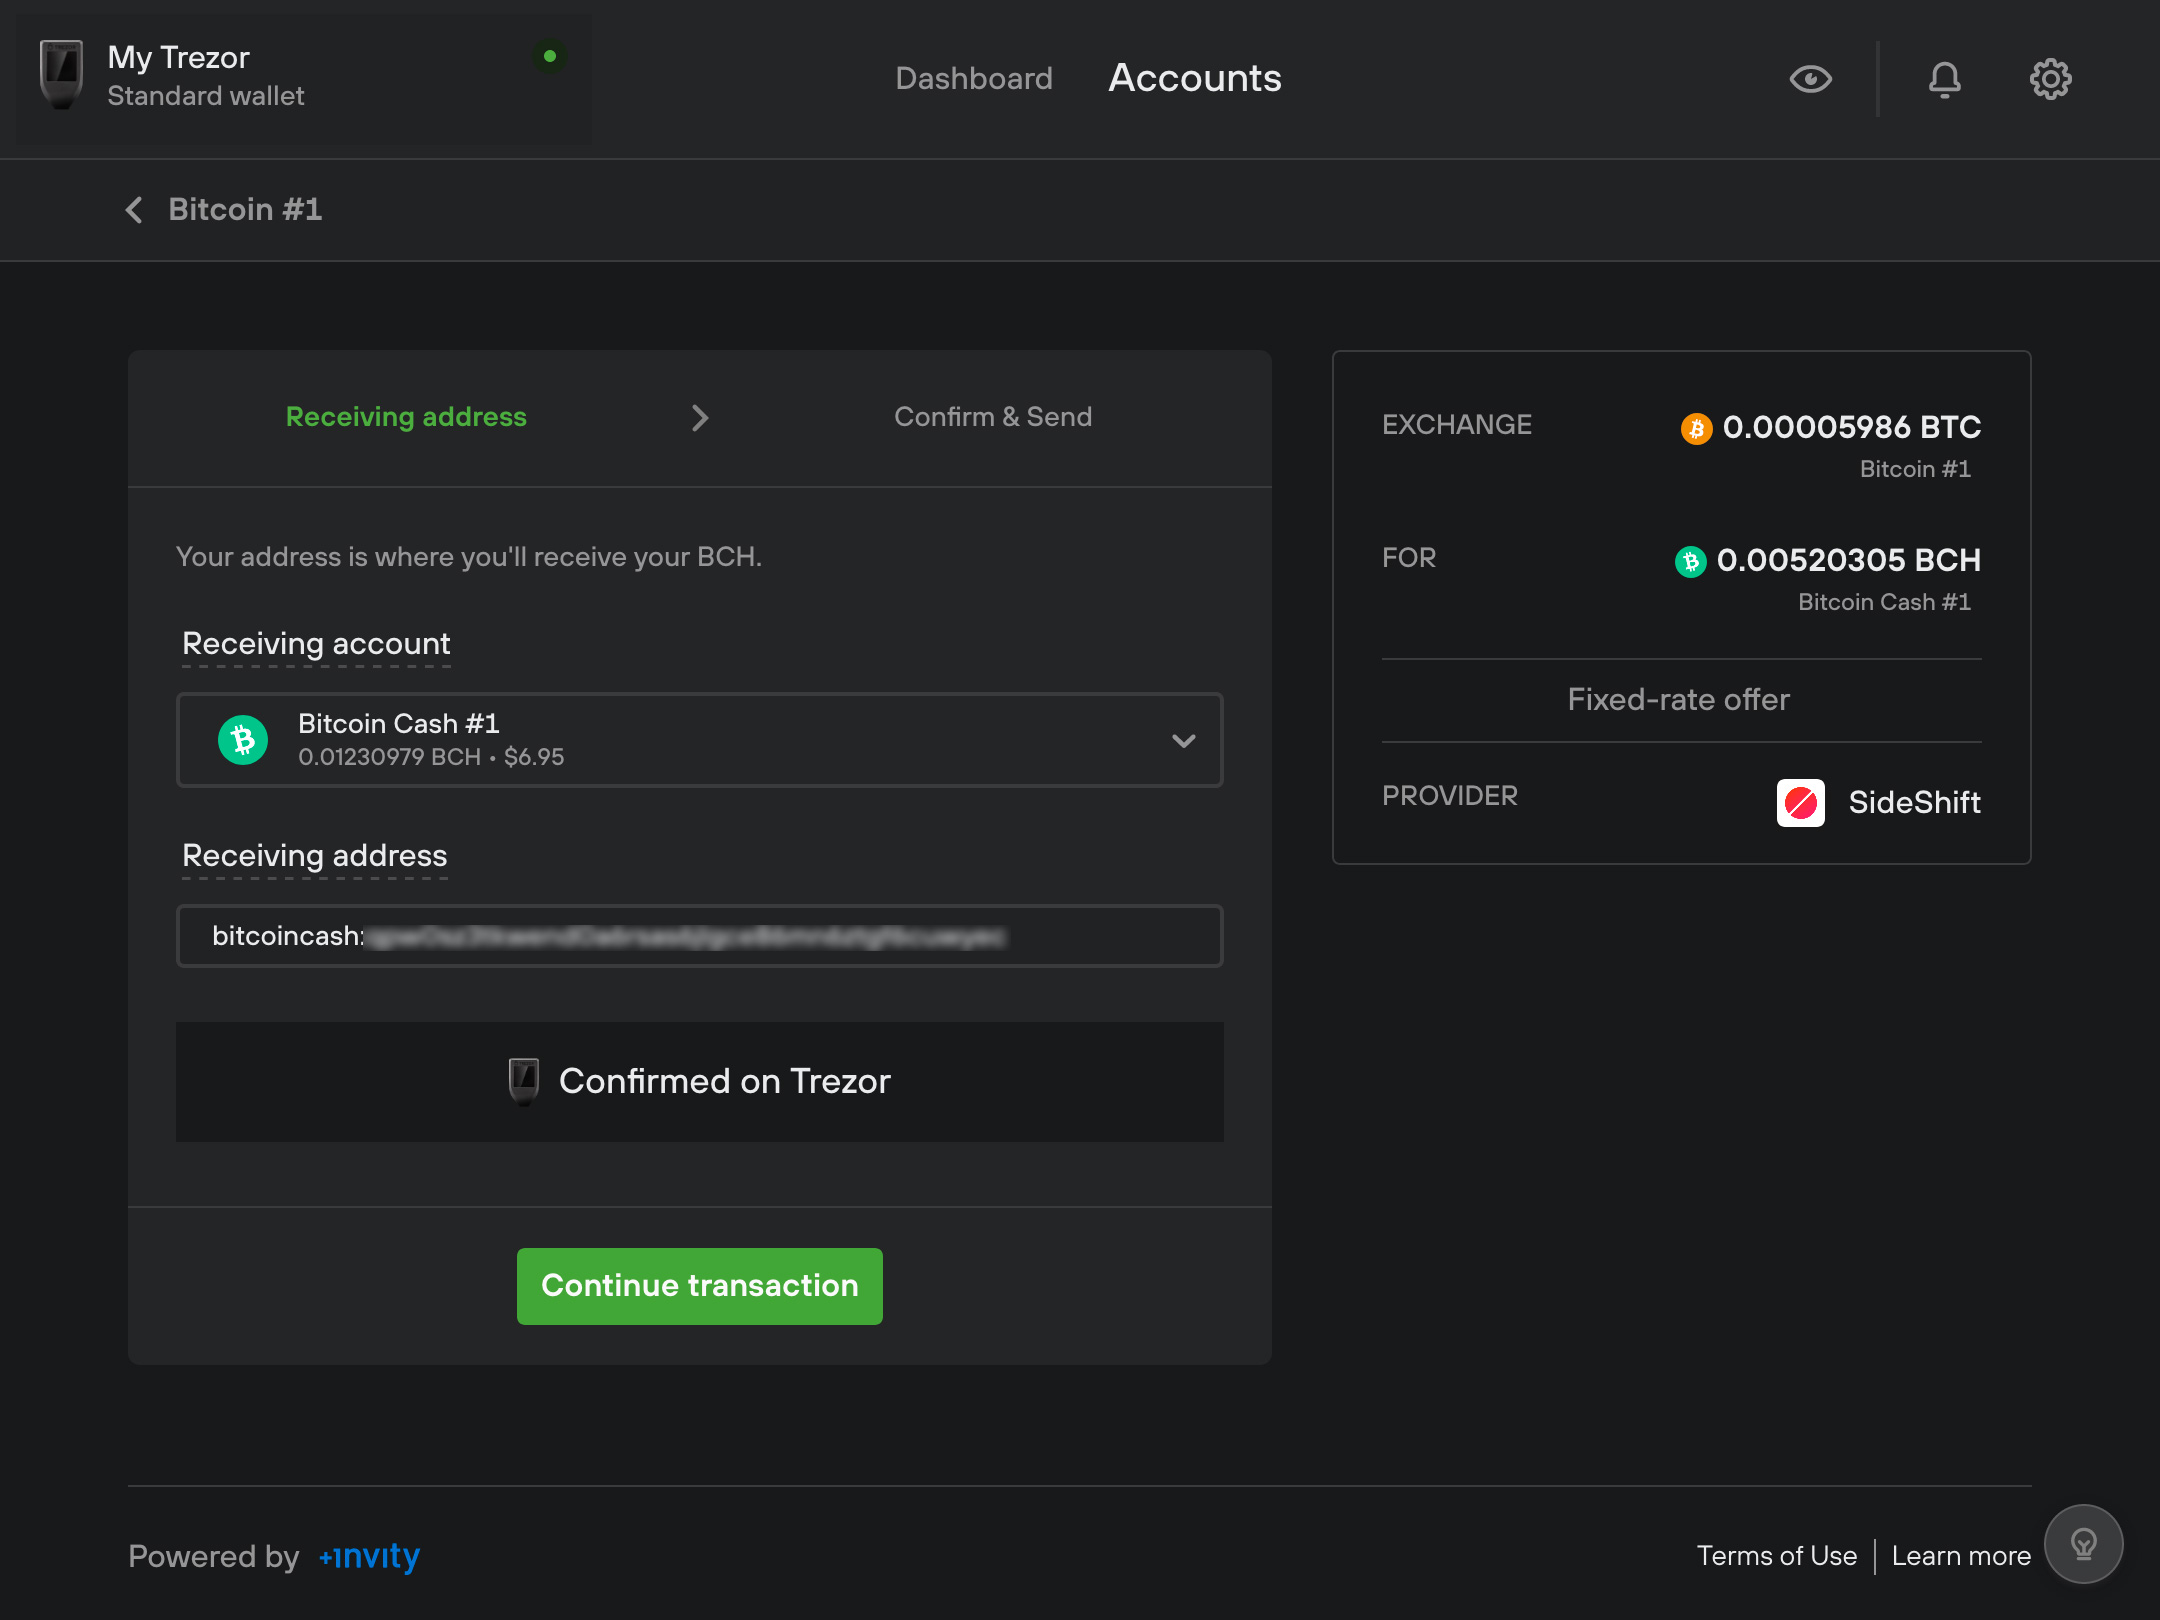 My Trezor
Standard wallet
Dashboard
Accounts
Bitcoin #1
Receiving address
Confirm & Send
Your address is where you'll receive your BCH.
Receiving account
Bitcoin Cash #1
0.01230979 BCH • $6.95
Receiving address
bitcoincash:
Confirmed on Trezor
Continue transaction
EXCHANGE
0.00005986 BTC
Bitcoin #1
FOR
0.00520305 BCH
Bitcoin Cash #1
Fixed-rate offer
PROVIDER
SideShift
Powered by
+invity
Terms of Use
Learn more